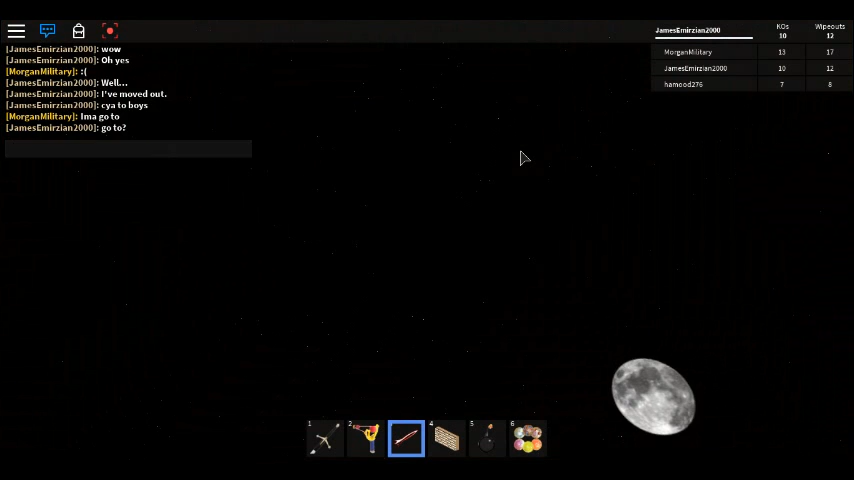 [JamesEmirzian2000]: wow
[JamesEmirzian2000]: Oh yes
[MorganMilitary]: :(
[JamesEmirzian2000]: Well...
[JamesEmirzian2000]: I've moved out.
[JamesEmirzian2000]: cya to boys
[MorganMilitary]: Ima go to
[JamesEmirzian2000]: go to?
JamesEmirzian2000 KOs 10 Wipeouts 12
MorganMilitary 13 17
JamesEmirzian2000 10 12
hamood276 7 8
1 2 4 5 6